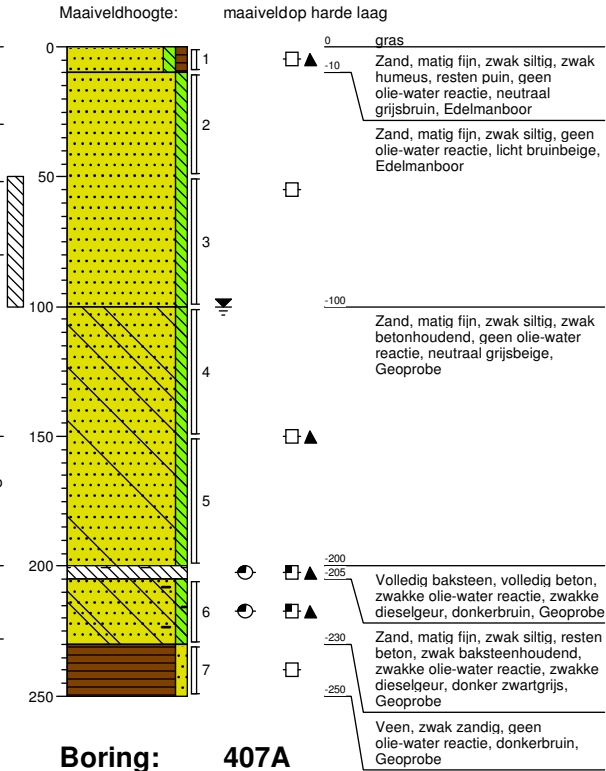 Maaiveldhoogte: maaiveldop harde laag
0
50
100
150
200
250
1
2
3
4
5
6
7
0 gras
-10
Zand, matig fijn, zwak siltig, zwak
humeus, resten puin, geen
olie-water reactie, neutraal
grijsbruin, Edelmanboor
Zand, matig fijn, zwak siltig, geen
olie-water reactie, licht bruinbeige,
Edelmanboor
-100
Zand, matig fijn, zwak siltig, zwak
betonhoudend, geen olie-water
reactie, neutraal grijsbeige,
Geoprobe
-200
-205
Volledig baksteen, volledig beton,
zwakke olie-water reactie, zwakke
dieselgeur, donkerbruin, Geoprobe
-230
Zand, matig fijn, zwak siltig, resten
beton, zwak baksteenhoudend,
zwakke olie-water reactie, zwakke
dieselgeur, donker zwartgrijs,
Geoprobe
-250
Veen, zwak zandig, geen
olie-water reactie, donkerbruin,
Geoprobe
Boring: 407A